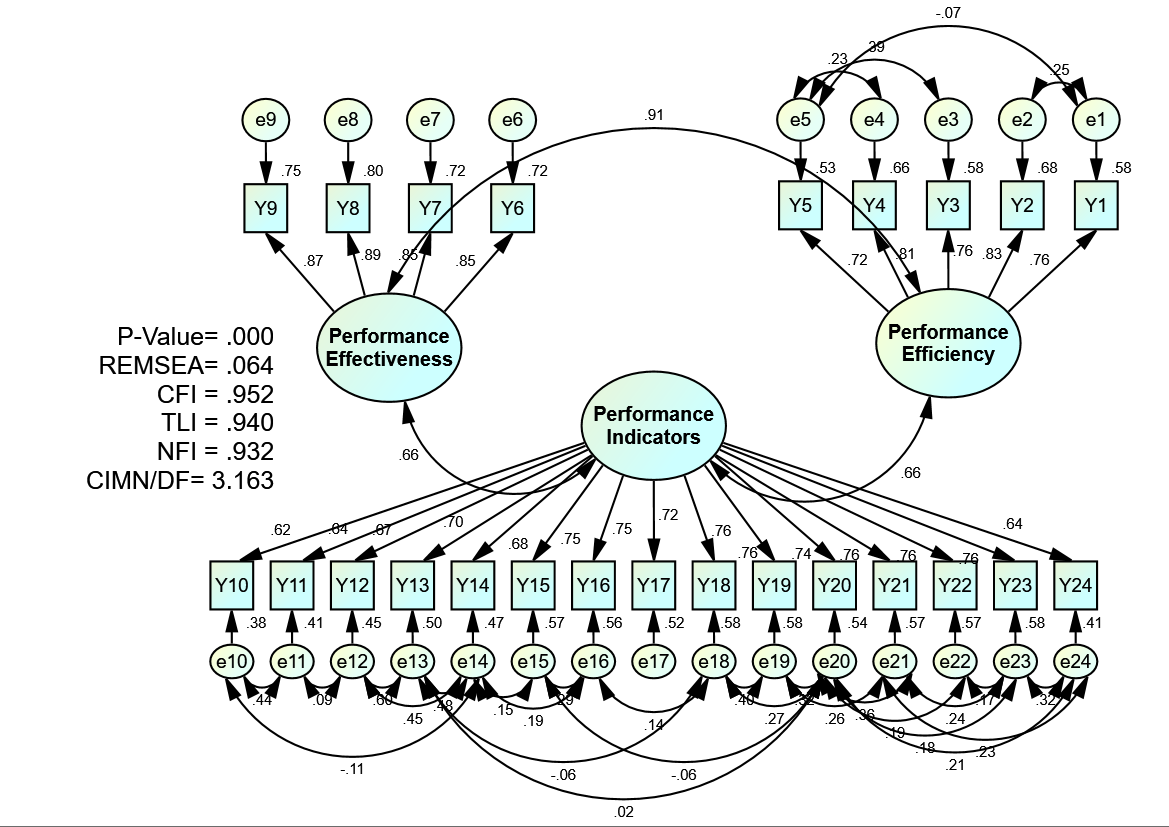 -.07
.39
.23
.25
.91
e9 e8 e7 e6 e5 e4 e3 e2 e1
.75 .80 .72 .72 .53 .66 .58 .68 .58
Y9 Y8 Y7 Y6 Y5 Y4 Y3 Y2 Y1
.87 .89 .85 .85 .72 .81 .76 .83 .76
Performance
Effectiveness
Performance
Efficiency
P-Value= .000
REMSEA= .064
CFI = .952
TLI = .940
NFI = .932
CIMN/DF= 3.163
Performance
Indicators
.66 .66
.62 .64 .67 .70 .68 .75 .75 .72 .76 .76 .74 .76 .76 .76 .64
Y10 Y11 Y12 Y13 Y14 Y15 Y16 Y17 Y18 Y19 Y20 Y21 Y22 Y23 Y24
.38 .41 .45 .50 .47 .57 .56 .52 .58 .58 .54 .57 .57 .58 .41
e10 e11 e12 e13 e14 e15 e16 e17 e18 e19 e20 e21 e22 e23 e24
.44 .09 .60 .48 .29 .40 .32 .17 .32
.45 .15 .19 .14 .27 .26 .36 .24
.19 .18 .23
-.11 -.06 -.06 .21
.02